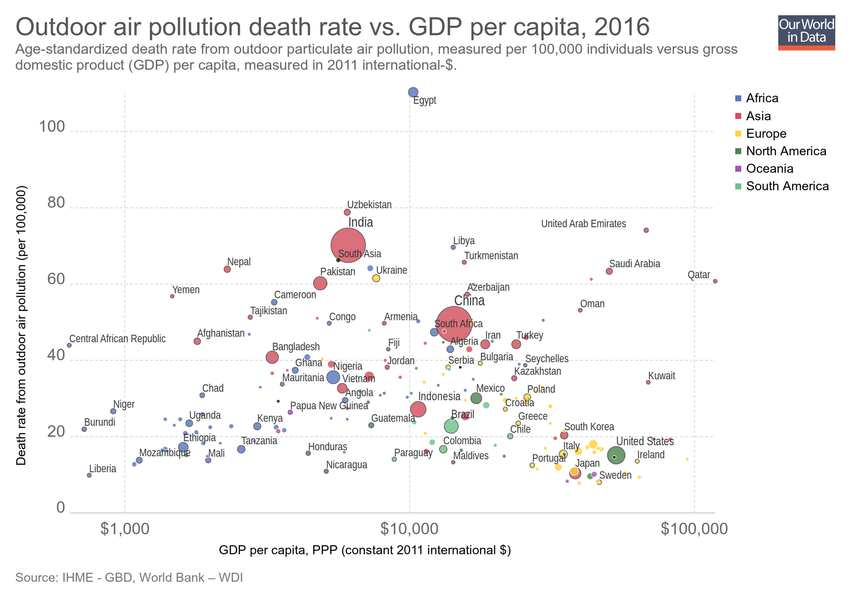 Outdoor air pollution death rate vs. GDP per capita, 2016
Age-standardized death rate from outdoor particulate air pollution, measured per 100,000 individuals versus gross
domestic product (GDP) per capita, measured in 2011 international-$.
Our World
in Data
Africa
Asia
Europe
North America
Oceania
South America
Death rate from outdoor air pollution (per 100,000)
100
80
60
40
20
0
Egypt
Uzbekistan
India
South Asia
United Arab Emirates
Libya
Turkmenistan
Nepal
Pakistan
Ukraine
Saudi Arabia
Qatar
Yemen
Cameroon
Azerbaijan
China
Oman
Tajikistan
Congo
Armenia
South Africa
Central African Republic
Afghanistan
Bangladesh
Fiji
Algeria
Iran
Turkey
Ghana
Nigeria
Jordan
Serbia
Bulgaria
Seychelles
Kazakhstan
Kuwait
Mauritania
Vietnam
Chad
Angola
Mexico
Poland
Niger
Papua New Guinea
Indonesia
Croatia
Burundi
Uganda
Kenya
Guatemala
Brazil
Greece
Chile
South Korea
Ethiopia
Tanzania
Colombia
Italy
United States
Mozambique
Mali
Honduras
Paraguay
Maldives
Portugal
Japan
Ireland
Liberia
Nicaragua
Sweden
$1,000
$10,000
$100,000
GDP per capita, PPP (constant 2011 international $)
Source: IHME - GBD, World Bank – WDI